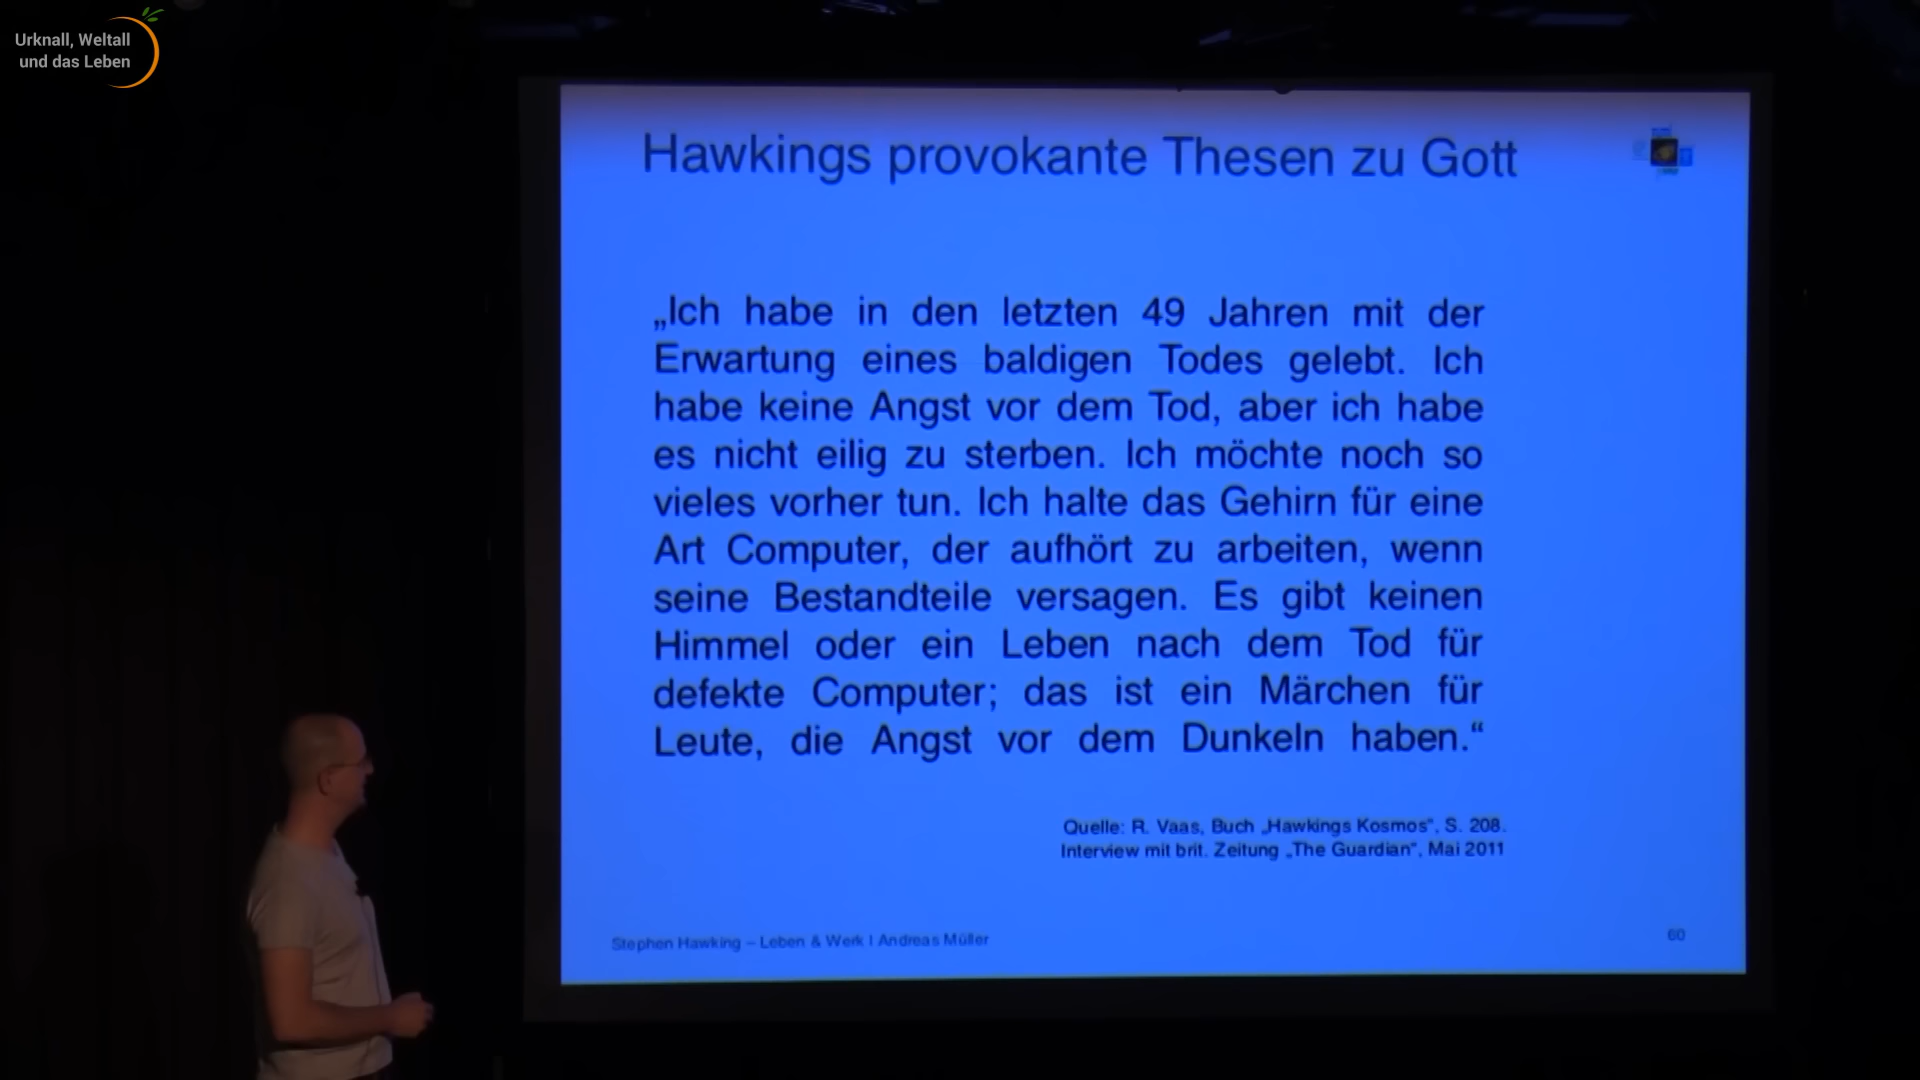 Urknall, Weltall
und das Leben
Hawkings provokante Thesen zu Gott
„Ich habe in den letzten 49 Jahren mit der
Erwartung eines baldigen Todes gelebt. Ich
habe keine Angst vor dem Tod, aber ich habe
es nicht eilig zu sterben. Ich möchte noch so
vieles vorher tun. Ich halte das Gehirn für eine
Art Computer, der aufhört zu arbeiten, wenn
seine Bestandteile versagen. Es gibt keinen
Himmel oder ein Leben nach dem Tod für
defekte Computer; das ist ein Märchen für
Leute, die Angst vor dem Dunkeln haben.“
Quelle: R. Vaas, Buch „Hawkings Kosmos“, S. 208.
Interview mit brit. Zeitung „The Guardian“, Mai 2011
Stephen Hawking – Leben & Werk I Andreas Müller
60